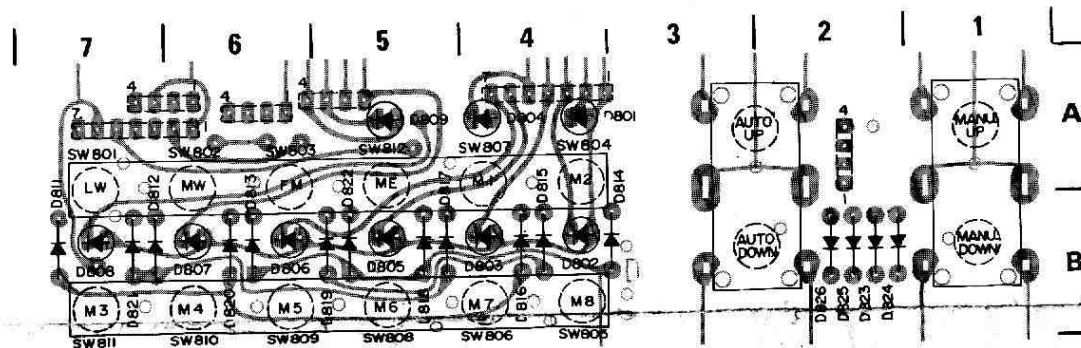 7 6 5 4 3 2 1
4 4 7 4
7 D809 D804 D801 AUTO MANU A
UP UP
SW801 SW802 SW803 SW812 SW807 SW804
D811 LW D812 MW D813 FM D822 ME D817 M1 D815 M2 D814
AUTO MANU
DOWN DOWN
D808 D807 D806 D805 D803 D802 B
M3 D821 M4 D820 M5 D819 M6 D818 M7 D816 M8 D826 D825 D823 D824
SW811 SW810 SW809 SW808 SW806 SW805